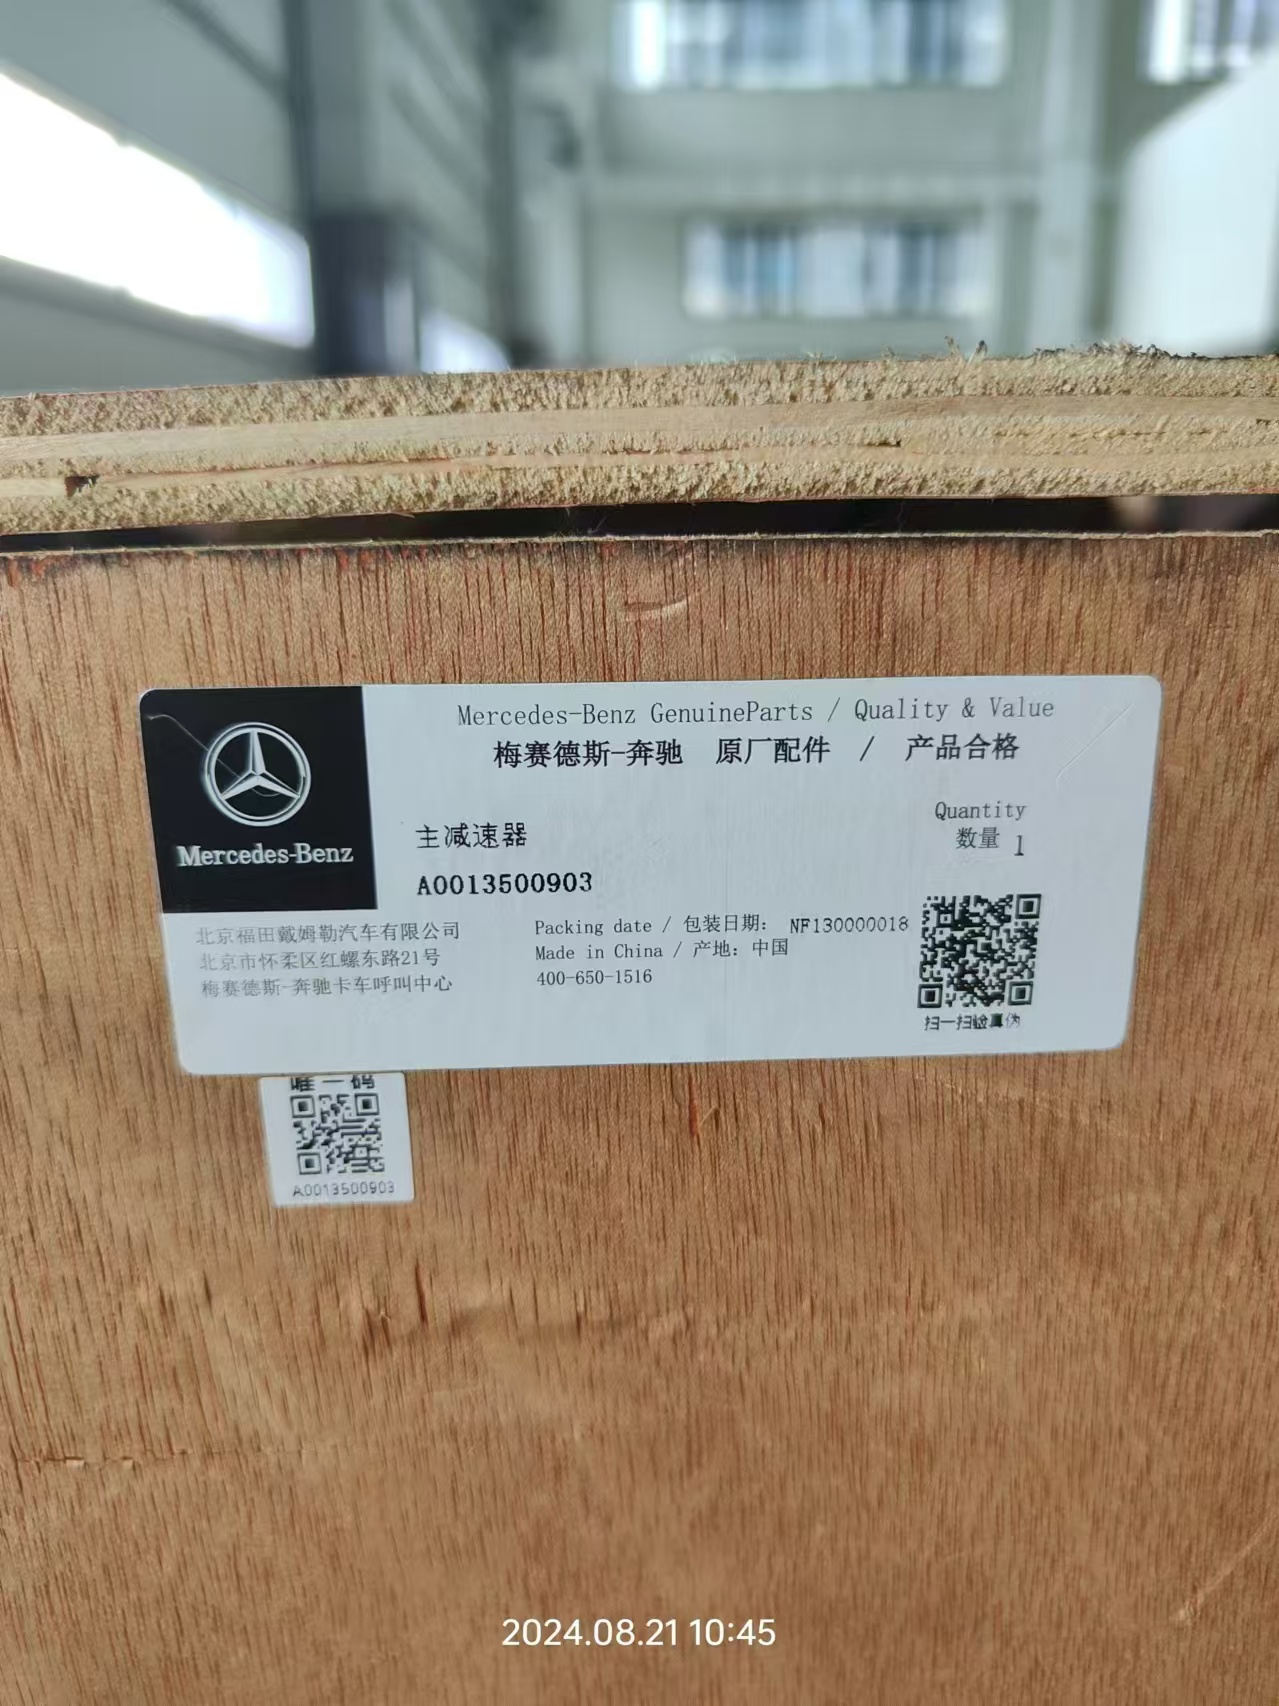 Mercedes-Benz GenuineParts / Quality & Value
梅赛德斯-奔驰 原厂配件 / 产品合格
Mercedes-Benz
主减速器
A0013500903
Quantity
数量 1
北京福田戴姆勒汽车有限公司
北京市怀柔区红螺东路21号
梅赛德斯-奔驰卡车呼叫中心
Packing date / 包装日期: NF130000018
Made in China / 产地: 中国
400-650-1516
扫一扫验真伪
唯一码
A0013500903
2024.08.21 10:45